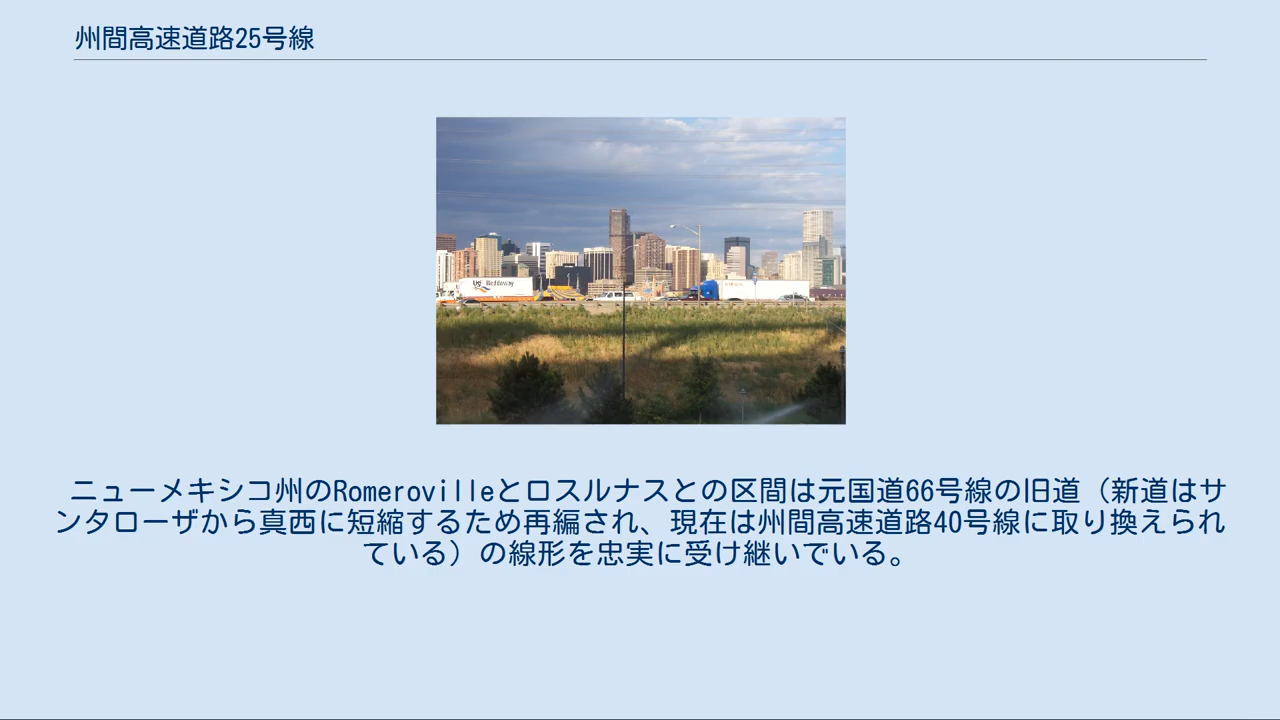 州間高速道路25号線
US Reddaway
ニューメキシコ州のRomerovilleとロスルナスとの区間は元国道66号線の旧道（新道はサ
ンタローザから真西に短縮するため再編され、現在は州間高速道路40号線に取り換えられ
ている）の線形を忠実に受け継いでいる。